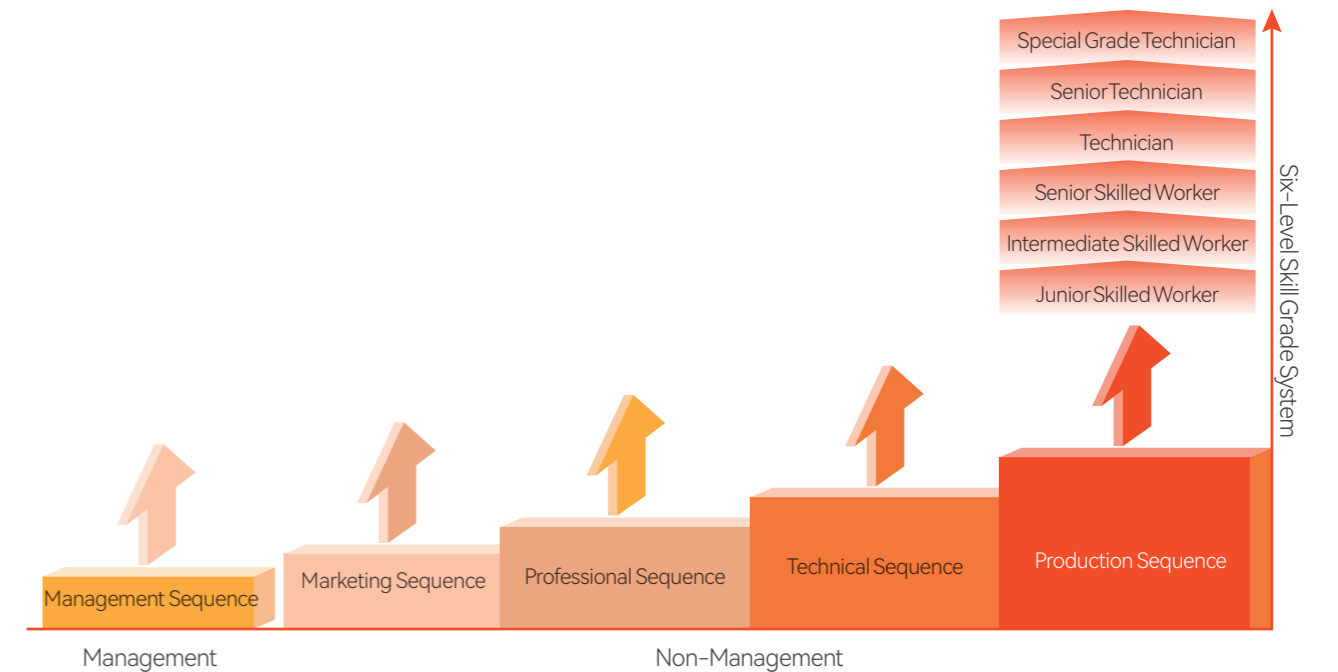 Special Grade Technician
Senior Technician
Technician
Senior Skilled Worker
Intermediate Skilled Worker
Junior Skilled Worker
Six-Level Skill Grade System
Management Sequence
Marketing Sequence
Professional Sequence
Technical Sequence
Production Sequence
Management
Non-Management